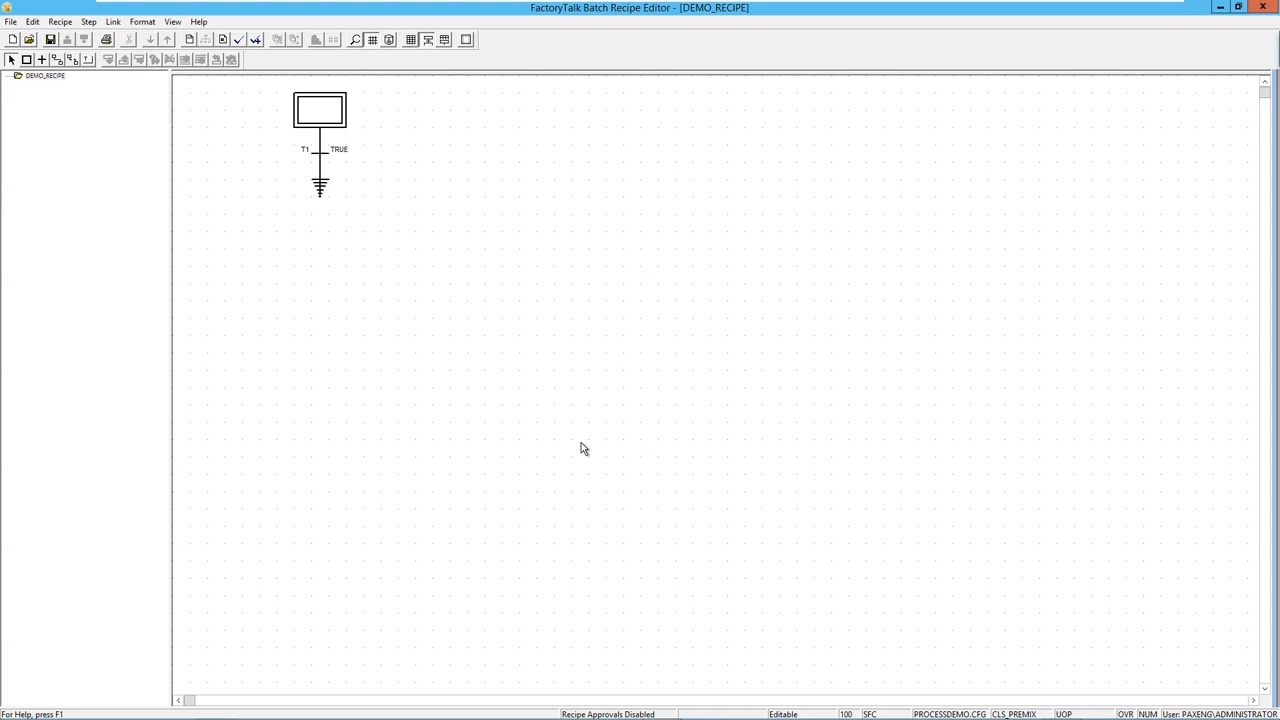 FactoryTalk Batch Recipe Editor - [DEMO_RECIPE]
File Edit Recipe Step Link Format View Help
DEMO_RECIPE
T1 TRUE
For Help, press F1 Recipe Approvals Disabled Editable 100 SFC PROCESSDEMO.CFG CLS_PREMIX UOP OVR NUM User: PAXENG\ADMINISTRATOR